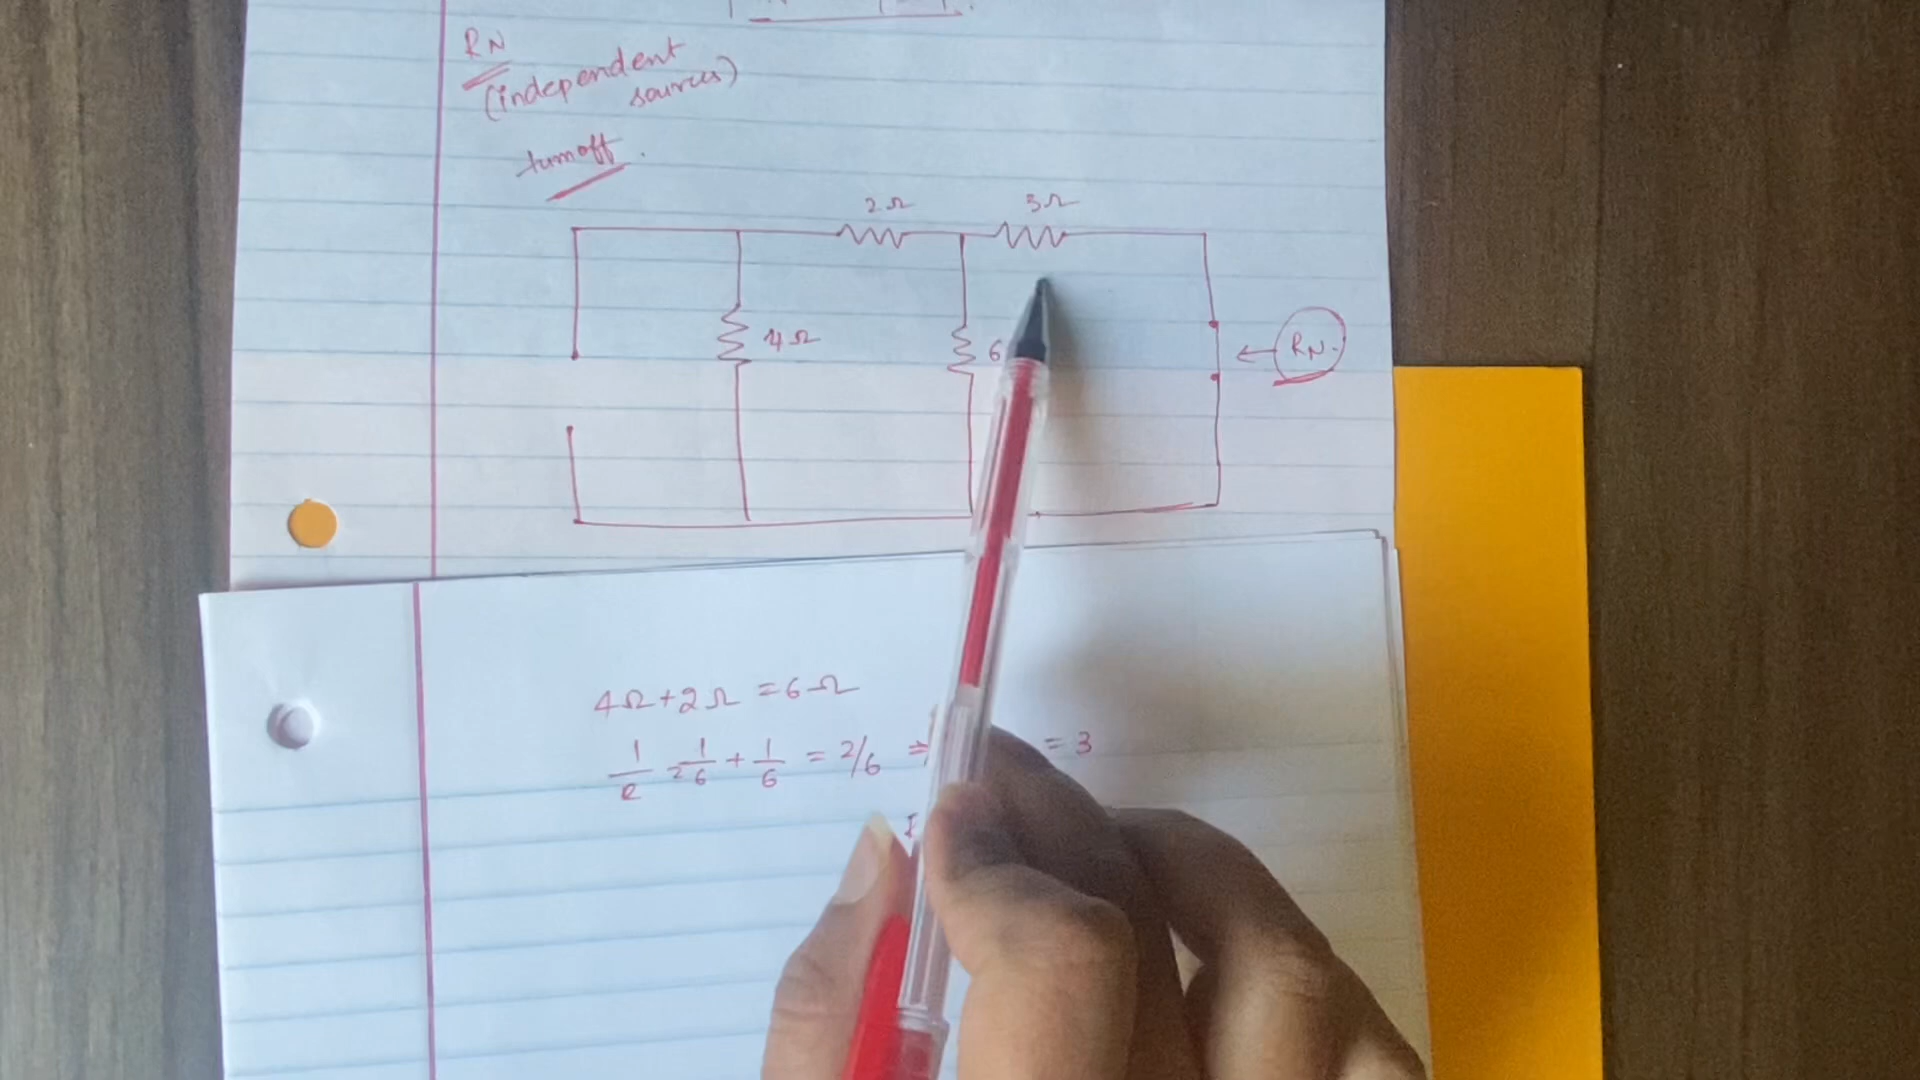 RN
(independent
sources)
turnoff.
2Ω 3Ω
4Ω 6
← RN.
4Ω+2Ω = 6Ω
1/R = 1/6 + 1/6 = 2/6 ⇒ = 3